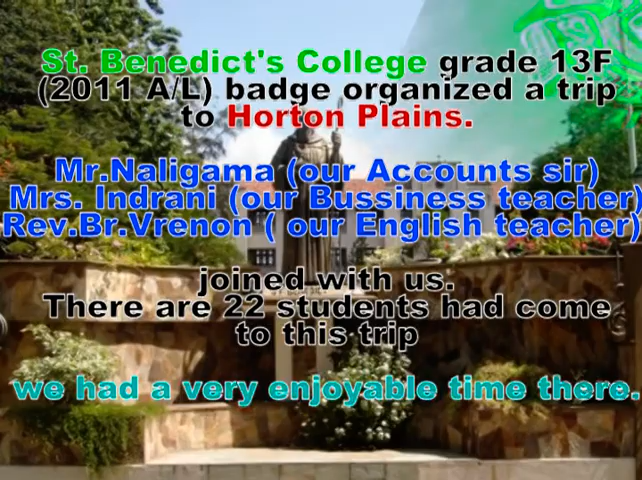 St. Benedict's College grade 13F
(2011 A/L) badge organized a trip
to Horton Plains.
Mr.Naligama (our Accounts sir)
Mrs. Indrani (our Bussiness teacher)
Rev.Br.Vrenon ( our English teacher)
joined with us.
There are 22 students had come
to this trip
we had a very enjoyable time there.